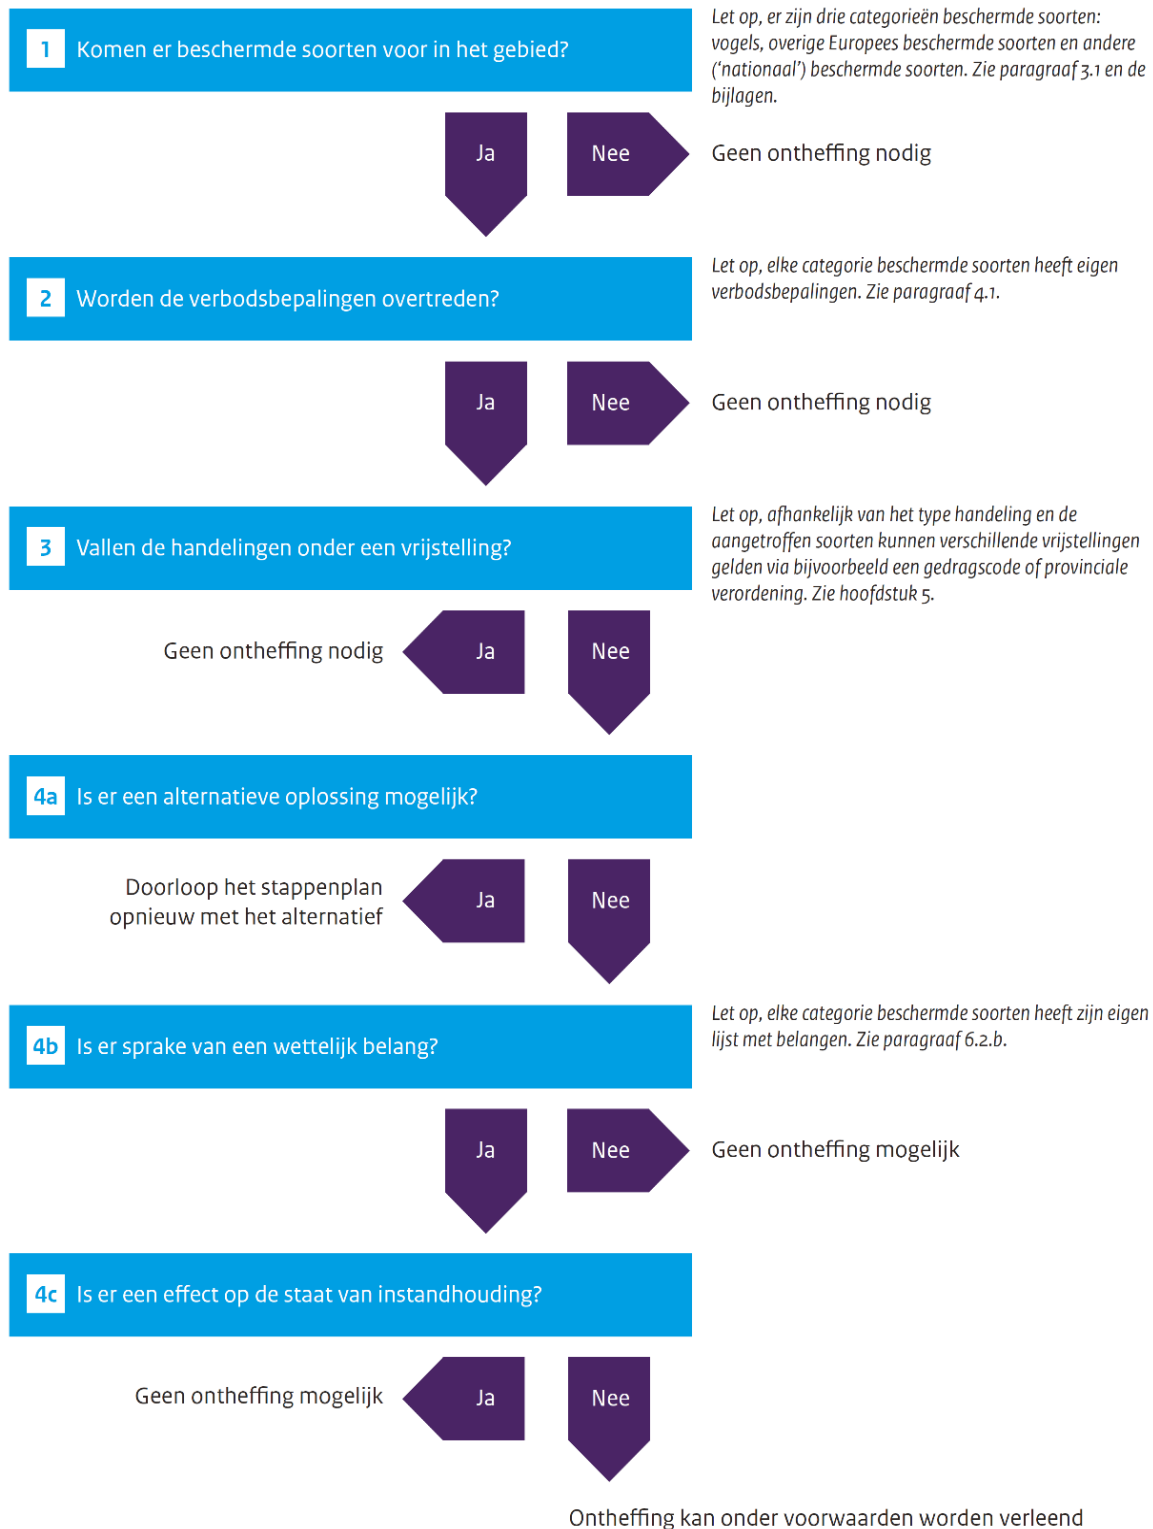 1 Komen er beschermde soorten voor in het gebied?
Let op, er zijn drie categorieën beschermde soorten:
vogels, overige Europees beschermde soorten en andere
(‘nationaal’) beschermde soorten. Zie paragraaf 3.1 en de
bijlagen.
Ja
Nee
Geen ontheffing nodig
2 Worden de verbodsbepalingen overtreden?
Let op, elke categorie beschermde soorten heeft eigen
verbodsbepalingen. Zie paragraaf 4.1.
Ja
Nee
Geen ontheffing nodig
3 Vallen de handelingen onder een vrijstelling?
Let op, afhankelijk van het type handeling en de
aangetroffen soorten kunnen verschillende vrijstellingen
gelden via bijvoorbeeld een gedragscode of provinciale
verordening. Zie hoofdstuk 5.
Geen ontheffing nodig
Ja
Nee
4a Is er een alternatieve oplossing mogelijk?
Doorloop het stappenplan
opnieuw met het alternatief
Ja
Nee
4b Is er sprake van een wettelijk belang?
Let op, elke categorie beschermde soorten heeft zijn eigen
lijst met belangen. Zie paragraaf 6.2.b.
Ja
Nee
Geen ontheffing mogelijk
4c Is er een effect op de staat van instandhouding?
Geen ontheffing mogelijk
Ja
Nee
Ontheffing kan onder voorwaarden worden verleend